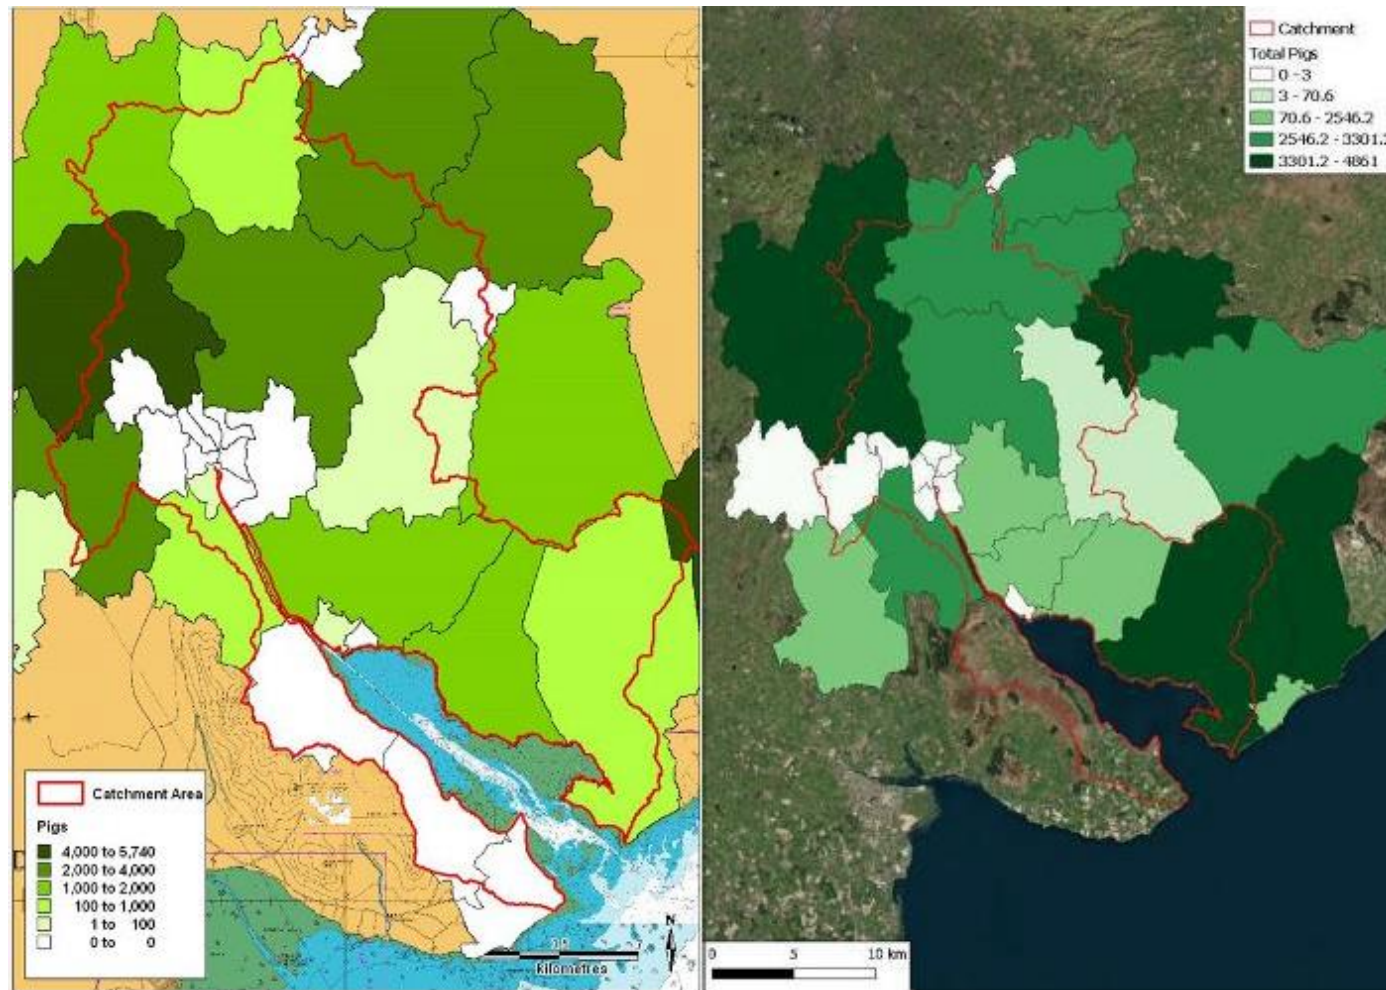 Catchment Area
Pigs
4,000 to 5,740
2,000 to 4,000
1,000 to 2,000
100 to 1,000
1 to 100
0 to 0
Kilometres
N
Catchment
Total Pigs
0 - 3
3 - 70.6
70.6 - 2546.2
2546.2 - 3301.2
3301.2 - 4861
0 5 10 km